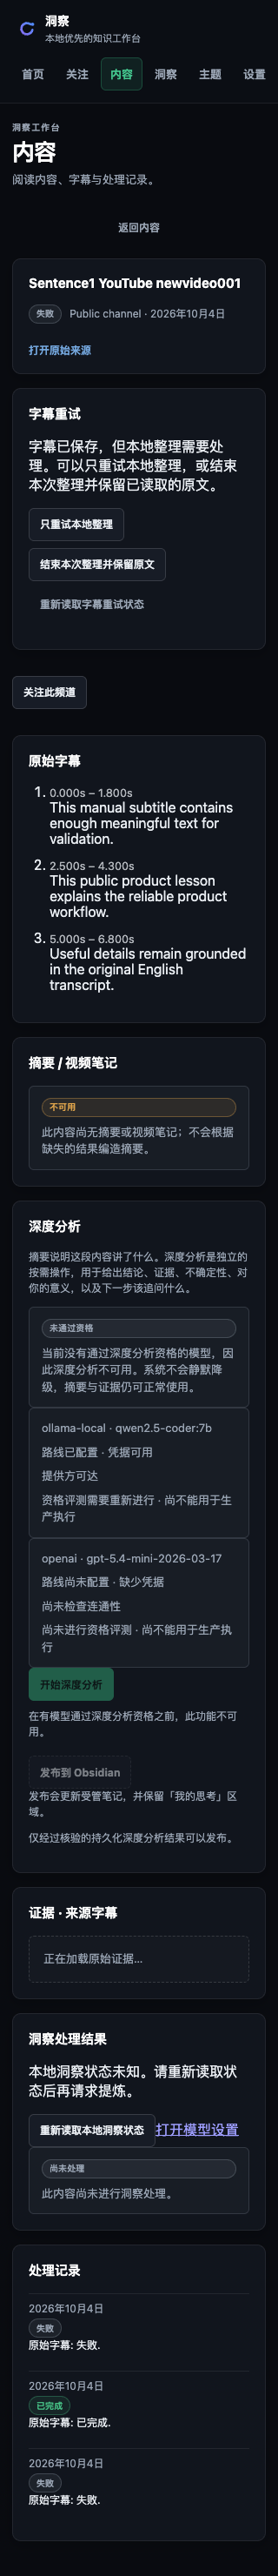 洞察
本地优先的知识工作台
首页 关注 内容 洞察 主题 设置
洞察工作台
内容
阅读内容、字幕与处理记录。
返回内容
Sentence1 YouTube newvideo001
失败 Public channel · 2026年10月4日
打开原始来源
字幕重试
字幕已保存，但本地整理需要处
理。可以只重试本地整理，或结束
本次整理并保留已读取的原文。
只重试本地整理
结束本次整理并保留原文
重新读取字幕重试状态
关注此频道
原始字幕
1. 0.000s – 1.800s
This manual subtitle contains
enough meaningful text for
validation.
2. 2.500s – 4.300s
This public product lesson
explains the reliable product
workflow.
3. 5.000s – 6.800s
Useful details remain grounded
in the original English
transcript.
摘要 / 视频笔记
不可用
此内容尚无摘要或视频笔记；不会根据
缺失的结果编造摘要。
深度分析
摘要说明这段内容讲了什么。深度分析是独立的
按需操作，用于给出结论、证据、不确定性、对
你的意义，以及下一步该追问什么。
未通过资格
当前没有通过深度分析资格的模型，因
此深度分析不可用。系统不会静默降
级，摘要与证据仍可正常使用。
ollama-local · qwen2.5-coder:7b
路线已配置 · 凭据可用
提供方可达
资格评测需要重新进行 · 尚不能用于生
产执行
openai · gpt-5.4-mini-2026-03-17
路线尚未配置 · 缺少凭据
尚未检查连通性
尚未进行资格评测 · 尚不能用于生产执
行
开始深度分析
在有模型通过深度分析资格之前，此功能不可
用。
发布到 Obsidian
发布会更新受管笔记，并保留「我的思考」区
域。
仅经过核验的持久化深度分析结果可以发布。
证据 · 来源字幕
正在加载原始证据…
洞察处理结果
本地洞察状态未知。请重新读取状
态后再请求提炼。
重新读取本地洞察状态 打开模型设置
尚未处理
此内容尚未进行洞察处理。
处理记录
2026年10月4日
失败
原始字幕: 失败.
2026年10月4日
已完成
原始字幕: 已完成.
2026年10月4日
失败
原始字幕: 失败.